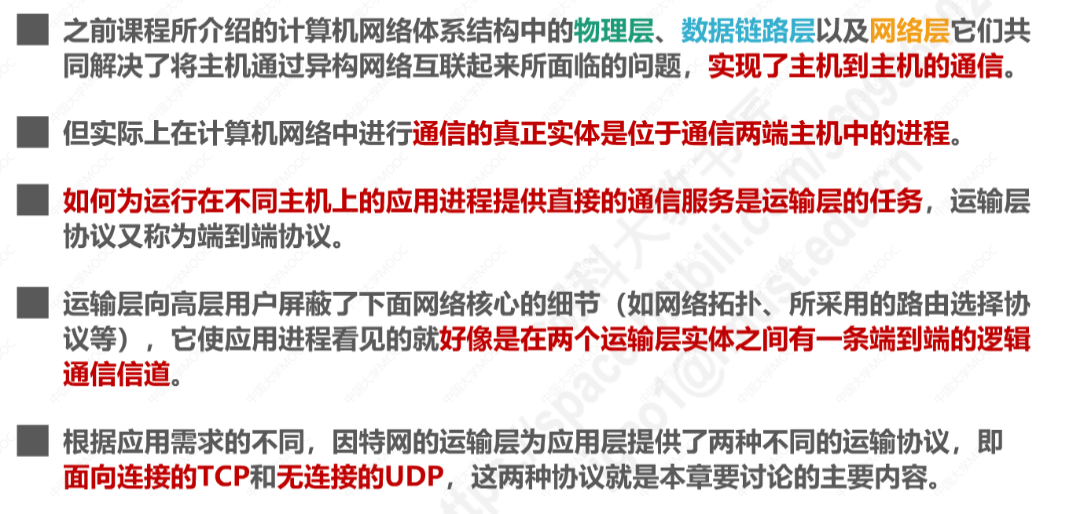 之前课程所介绍的计算机网络体系结构中的物理层、数据链路层以及网络层它们共
同解决了将主机通过异构网络互联起来所面临的问题，实现了主机到主机的通信。
但实际上在计算机网络中进行通信的真正实体是位于通信两端主机中的进程。
如何为运行在不同主机上的应用进程提供直接的通信服务是运输层的任务，运输层
协议又称为端到端协议。
运输层向高层用户屏蔽了下面网络核心的细节（如网络拓扑、所采用的路由选择协
议等），它使应用进程看见的就好像是在两个运输层实体之间有一条端到端的逻辑
通信信道。
根据应用需求的不同，因特网的运输层为应用层提供了两种不同的运输协议，即
面向连接的TCP和无连接的UDP，这两种协议就是本章要讨论的主要内容。